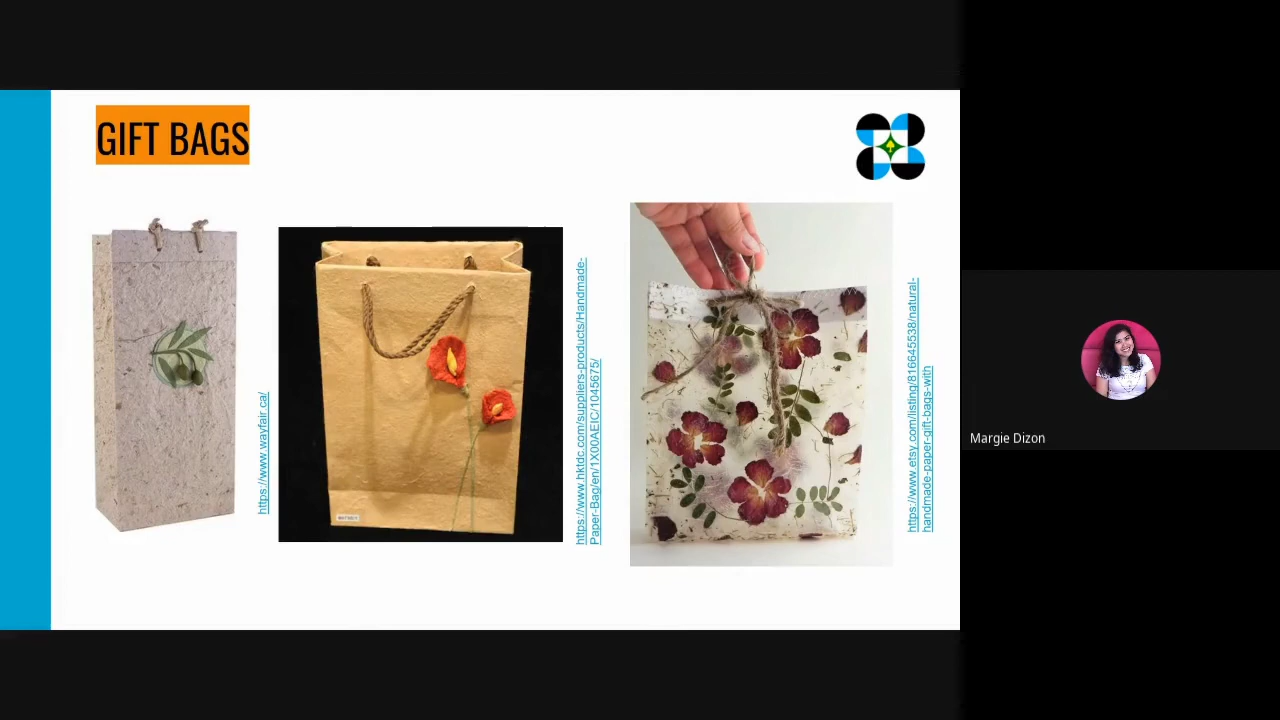 GIFT BAGS
https://www.wayfair.ca/
https://www.hktdc.com/suppliers-products/Handmade-
Paper-Bag/en/1X00AEIC/1045675/
https://www.etsy.com/listing/816645538/natural-
handmade-paper-gift-bags-with
Margie Dizon